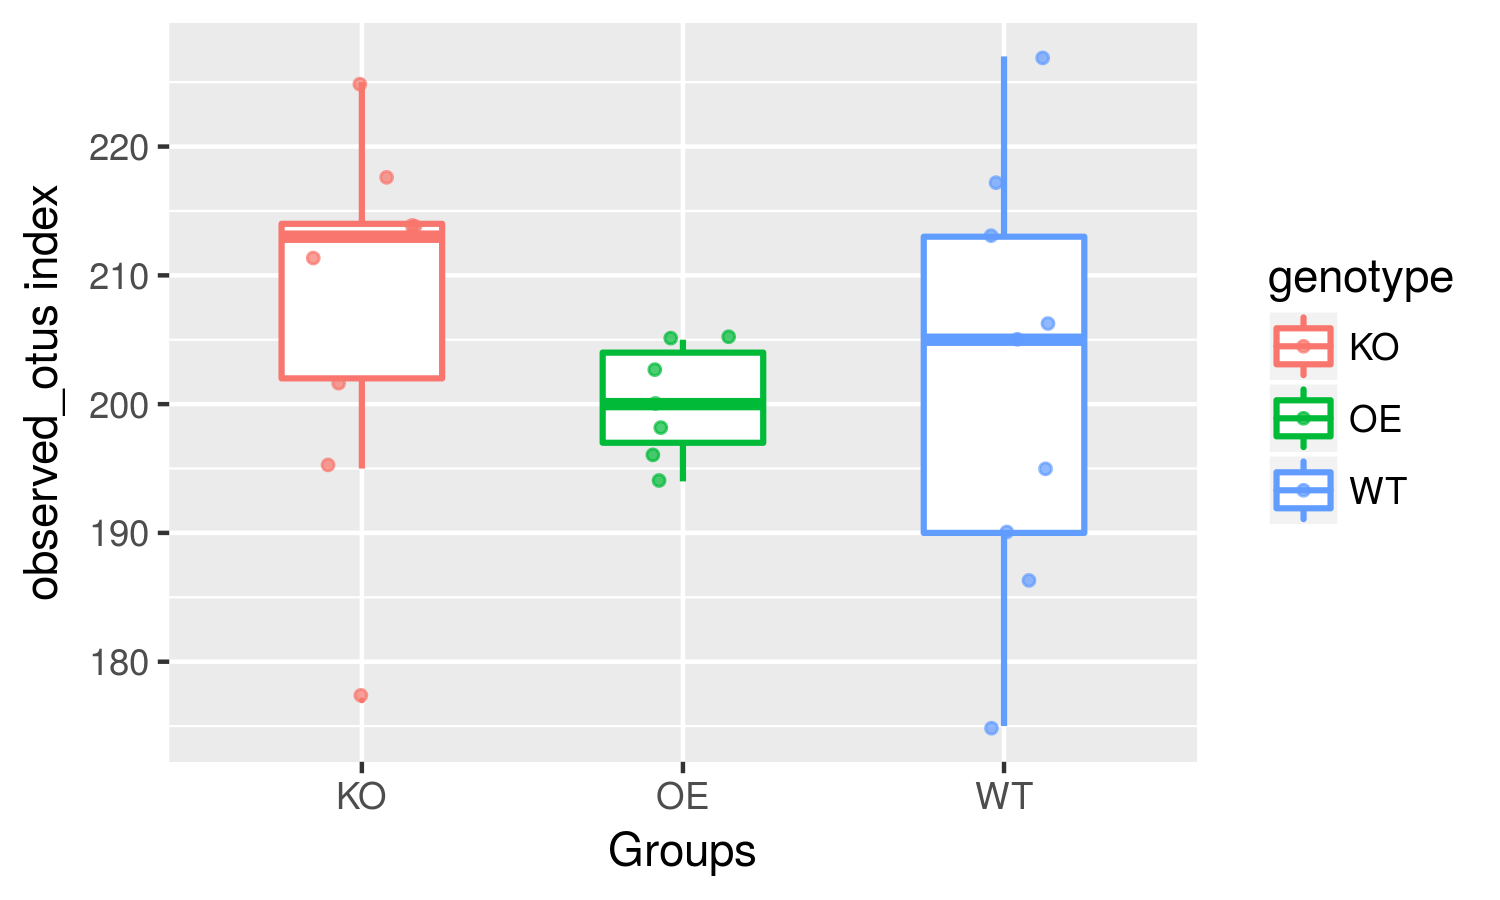 observed_otus index
220
210
200
190
180
KO
OE
WT
Groups
genotype
KO
OE
WT